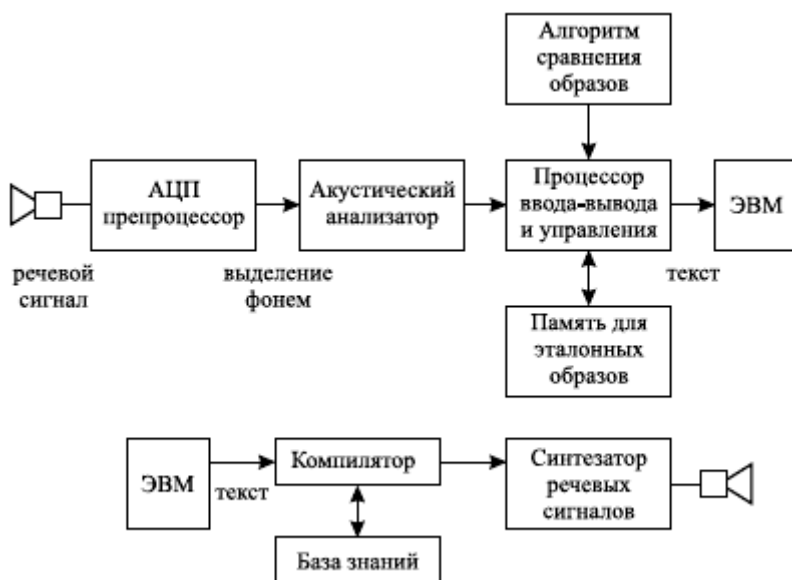 Алгоритм
сравнения
образов
АЦП
препроцессор
Акустический
анализатор
Процессор
ввода-вывода
и управления
ЭВМ
речевой
сигнал
выделение
фонем
текст
Память для
эталонных
образов
ЭВМ
текст
Компилятор
Синтезатор
речевых
сигналов
База знаний